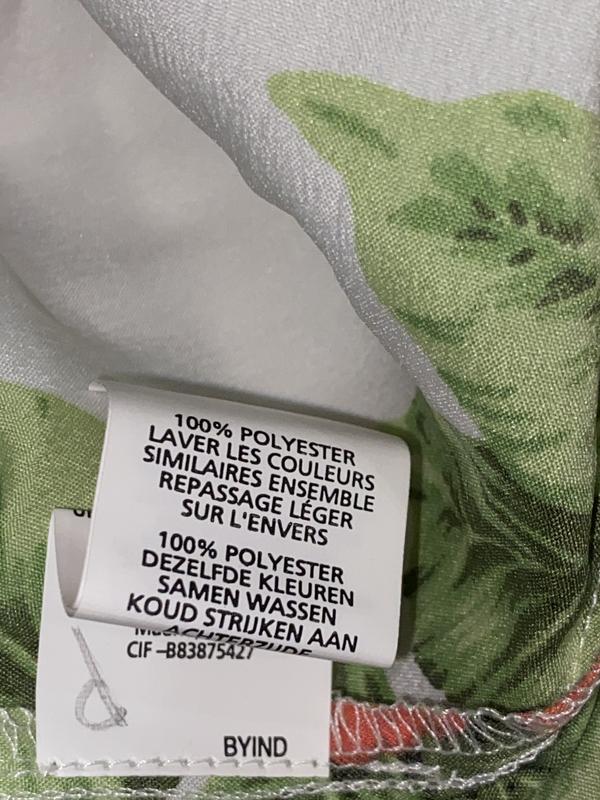 100% POLYESTER
LAVER LES COULEURS
SIMILAIRES ENSEMBLE
REPASSAGE LÉGER
SUR L'ENVERS
100% POLYESTER
DEZELFDE KLEUREN
SAMEN WASSEN
KOUD STRIJKEN AAN
ACHTERZIJDE
CIF –B83875427
BYIND